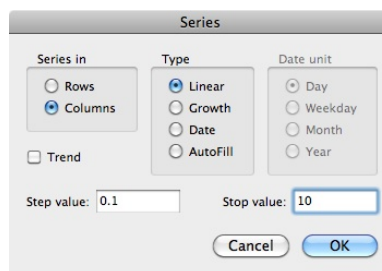 Series
Series in Type Date unit
Rows Linear Day
Columns Growth Weekday
Date Month
Trend AutoFill Year
Step value: 0.1 Stop value: 10
Cancel OK